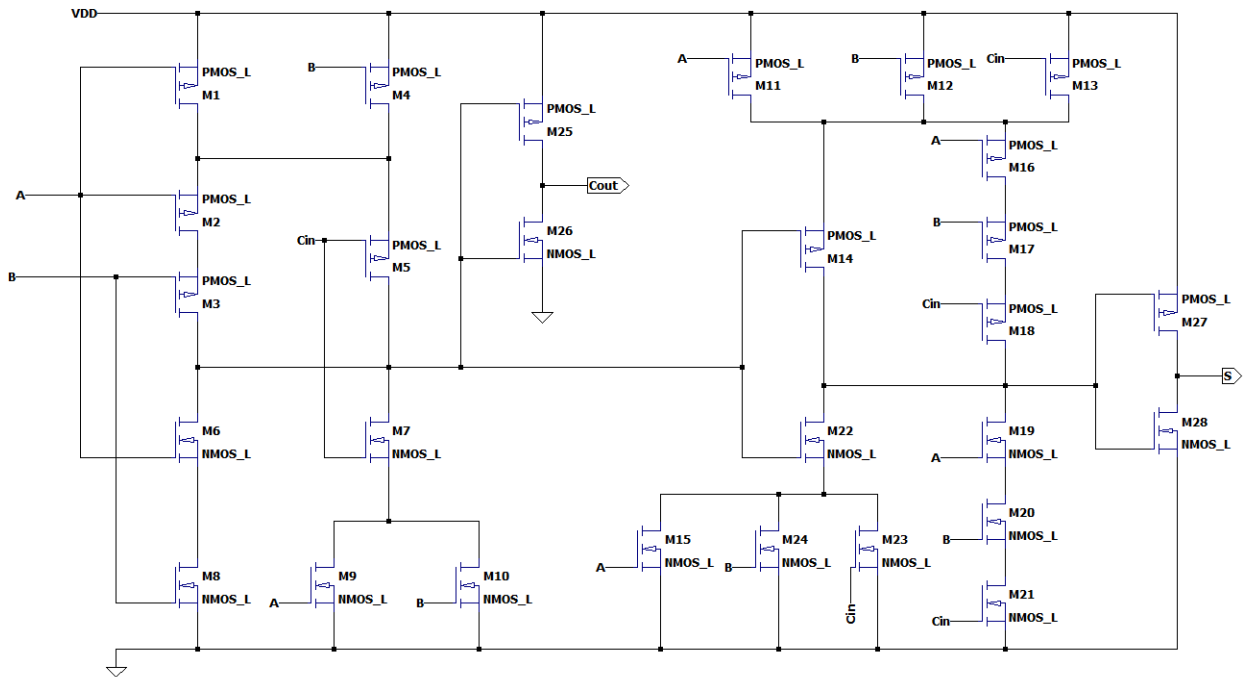 VDD
A
B
PMOS_L
M1
B
PMOS_L
M4
PMOS_L
M2
PMOS_L
M3
Cin
PMOS_L
M5
M6
NMOS_L
M7
NMOS_L
M8
NMOS_L
A
M9
NMOS_L
B
M10
NMOS_L
PMOS_L
M25
Cout
M26
NMOS_L
A
PMOS_L
M11
B
PMOS_L
M12
Cin
PMOS_L
M13
PMOS_L
M14
A
PMOS_L
M16
B
PMOS_L
M17
Cin
PMOS_L
M18
M22
NMOS_L
A
M15
NMOS_L
B
M24
NMOS_L
Cin
M23
NMOS_L
A
M19
NMOS_L
B
M20
NMOS_L
Cin
M21
NMOS_L
PMOS_L
M27
S
M28
NMOS_L